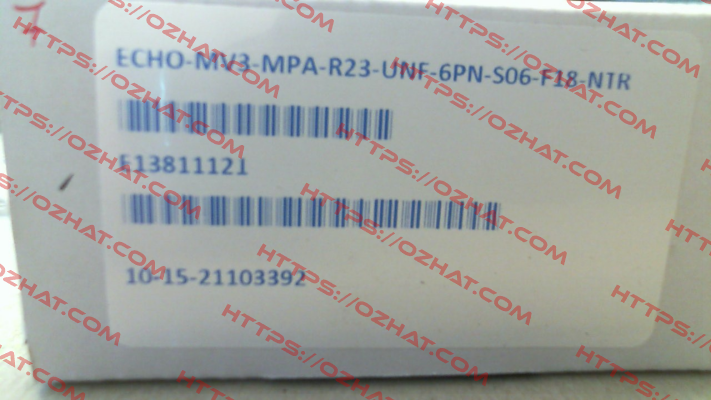 ECHO-MV3-MPA-R23-UNF-6PN-S06-F18-NTR
E13811121
10-15-21103392
HTTPS://OZHAT.COM